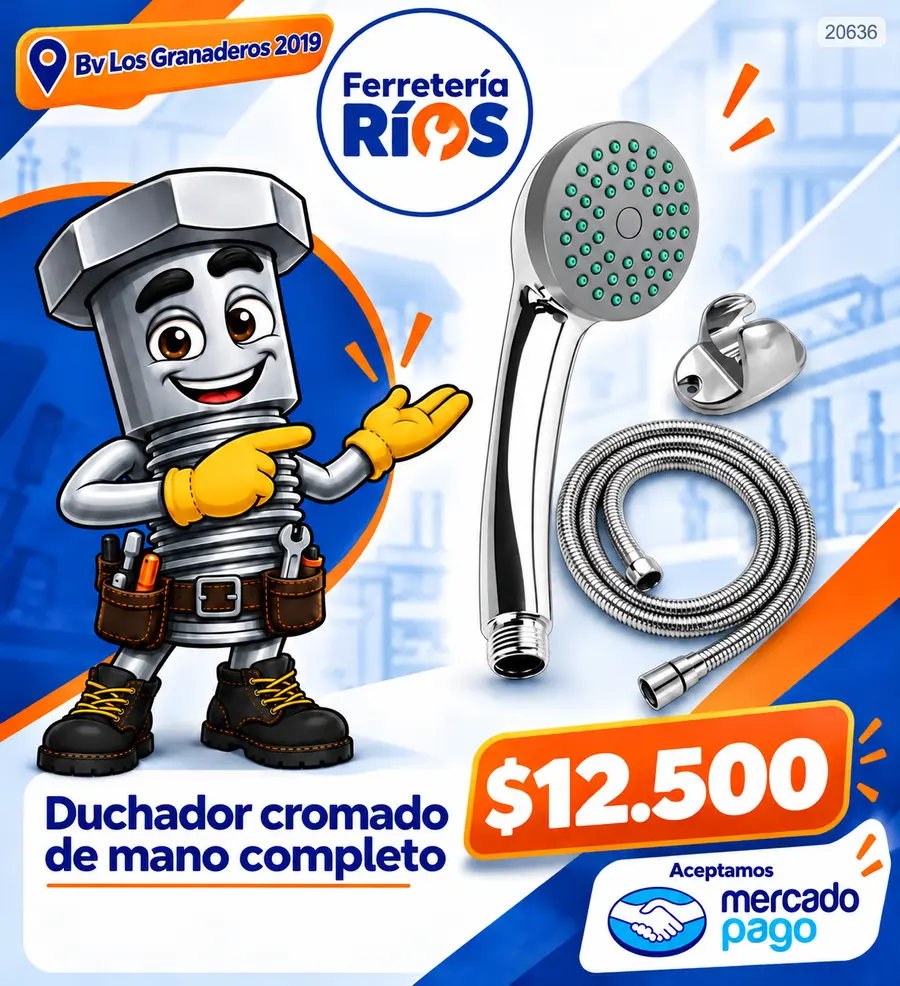 Bv Los Granaderos 2019
Ferretería
RÍOS
20636
$12.500
Duchador cromado
de mano completo
Aceptamos
mercado
pago